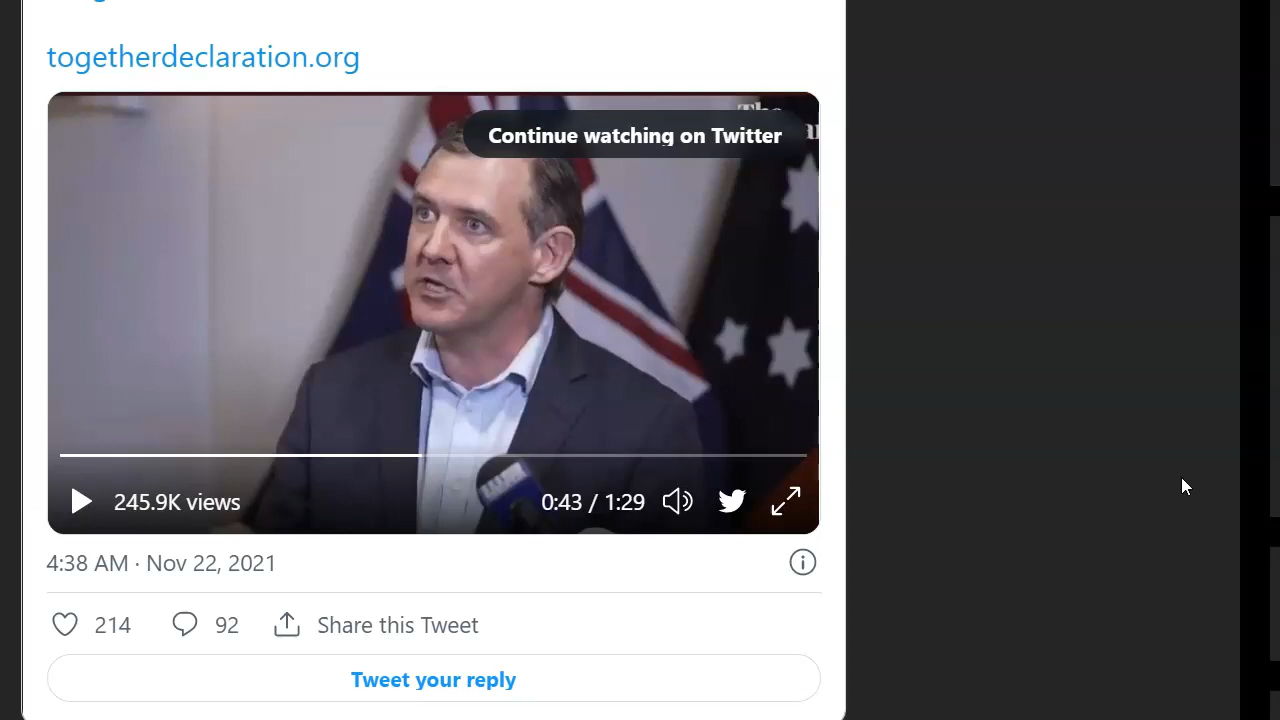 togetherdeclaration.org
The
Continue watching on Twitter
245.9K views
0:43 / 1:29
4:38 AM · Nov 22, 2021
214
92
Share this Tweet
Tweet your reply